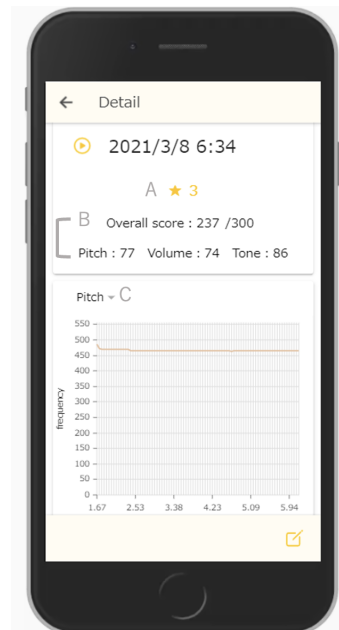 Detail
2021/3/8 6:34
A ★ 3
B Overall score : 237 /300
Pitch : 77 Volume : 74 Tone : 86
Pitch C
550
500
450
400
350
300
250
200
150
100
50
0
frequency
1.67 2.53 3.38 4.23 5.09 5.94